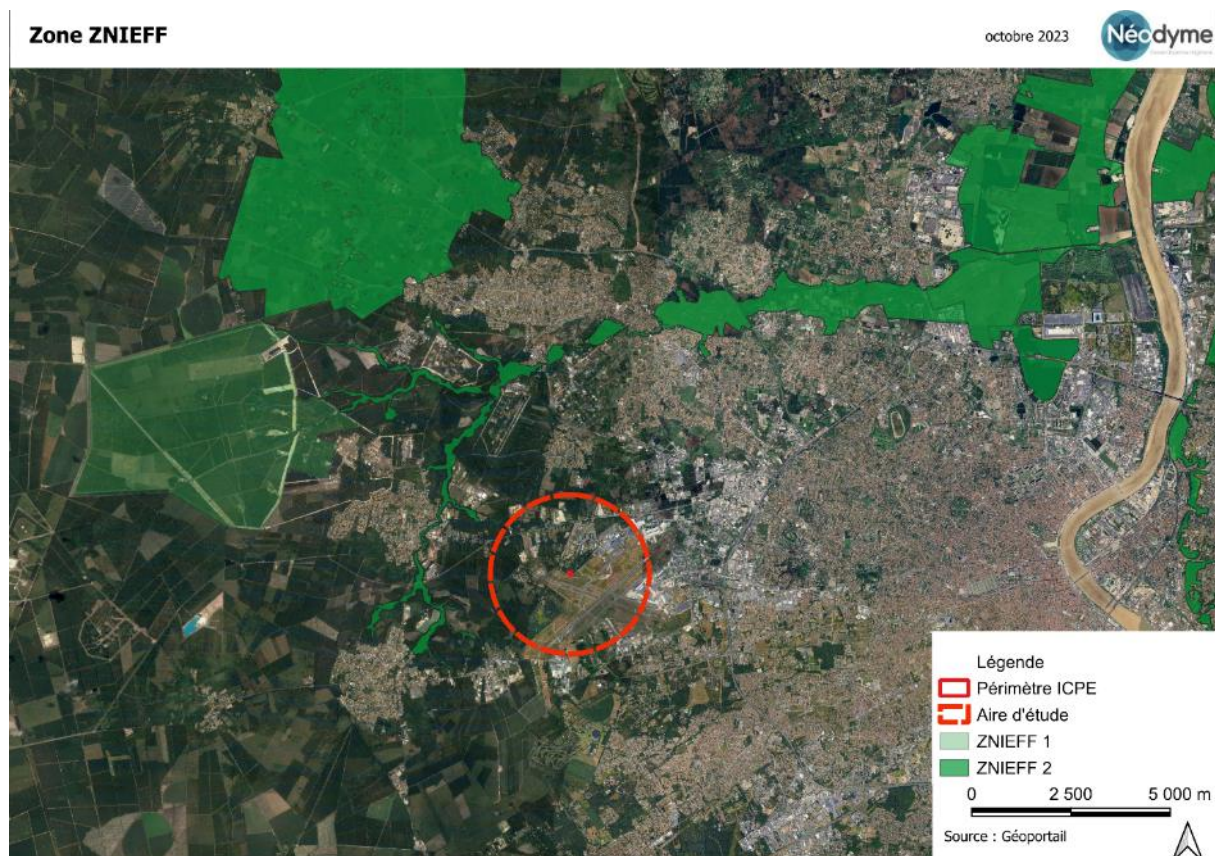 Zone ZNIEFF
octobre 2023
Néodyme
Légende
Périmètre ICPE
Aire d'étude
ZNIEFF 1
ZNIEFF 2
0 2 500 5 000 m
Source : Géoportail